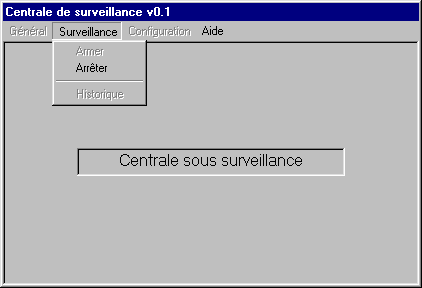 Centrale de surveillance v0.1
Général Surveillance Configuration Aide
Armer
Arrêter
Historique
Centrale sous surveillance